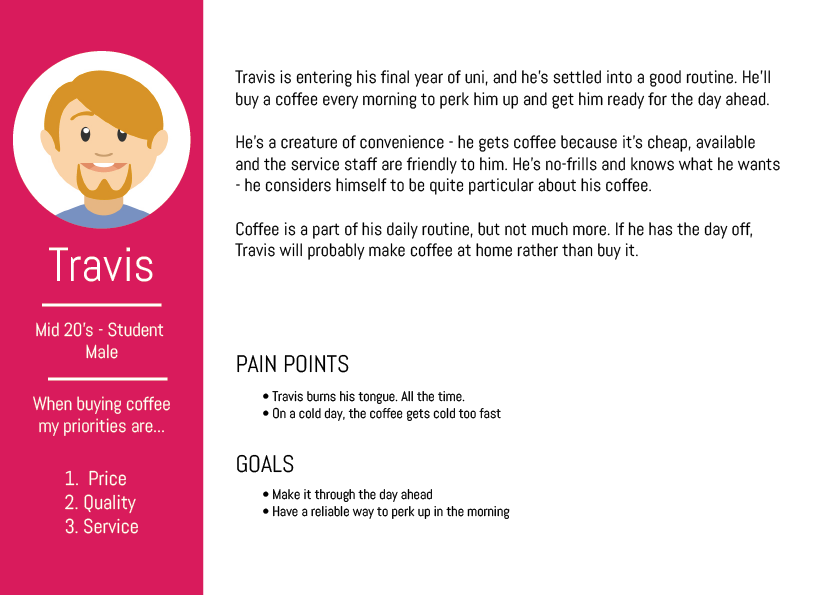 Travis
Mid 20's - Student
Male
When buying coffee
my priorities are...
1. Price
2. Quality
3. Service
Travis is entering his final year of uni, and he's settled into a good routine. He'll
buy a coffee every morning to perk him up and get him ready for the day ahead.
He's a creature of convenience - he gets coffee because it's cheap, available
and the service staff are friendly to him. He's no-frills and knows what he wants
- he considers himself to be quite particular about his coffee.
Coffee is a part of his daily routine, but not much more. If he has the day off,
Travis will probably make coffee at home rather than buy it.
PAIN POINTS
• Travis burns his tongue. All the time.
• On a cold day, the coffee gets cold too fast
GOALS
• Make it through the day ahead
• Have a reliable way to perk up in the morning